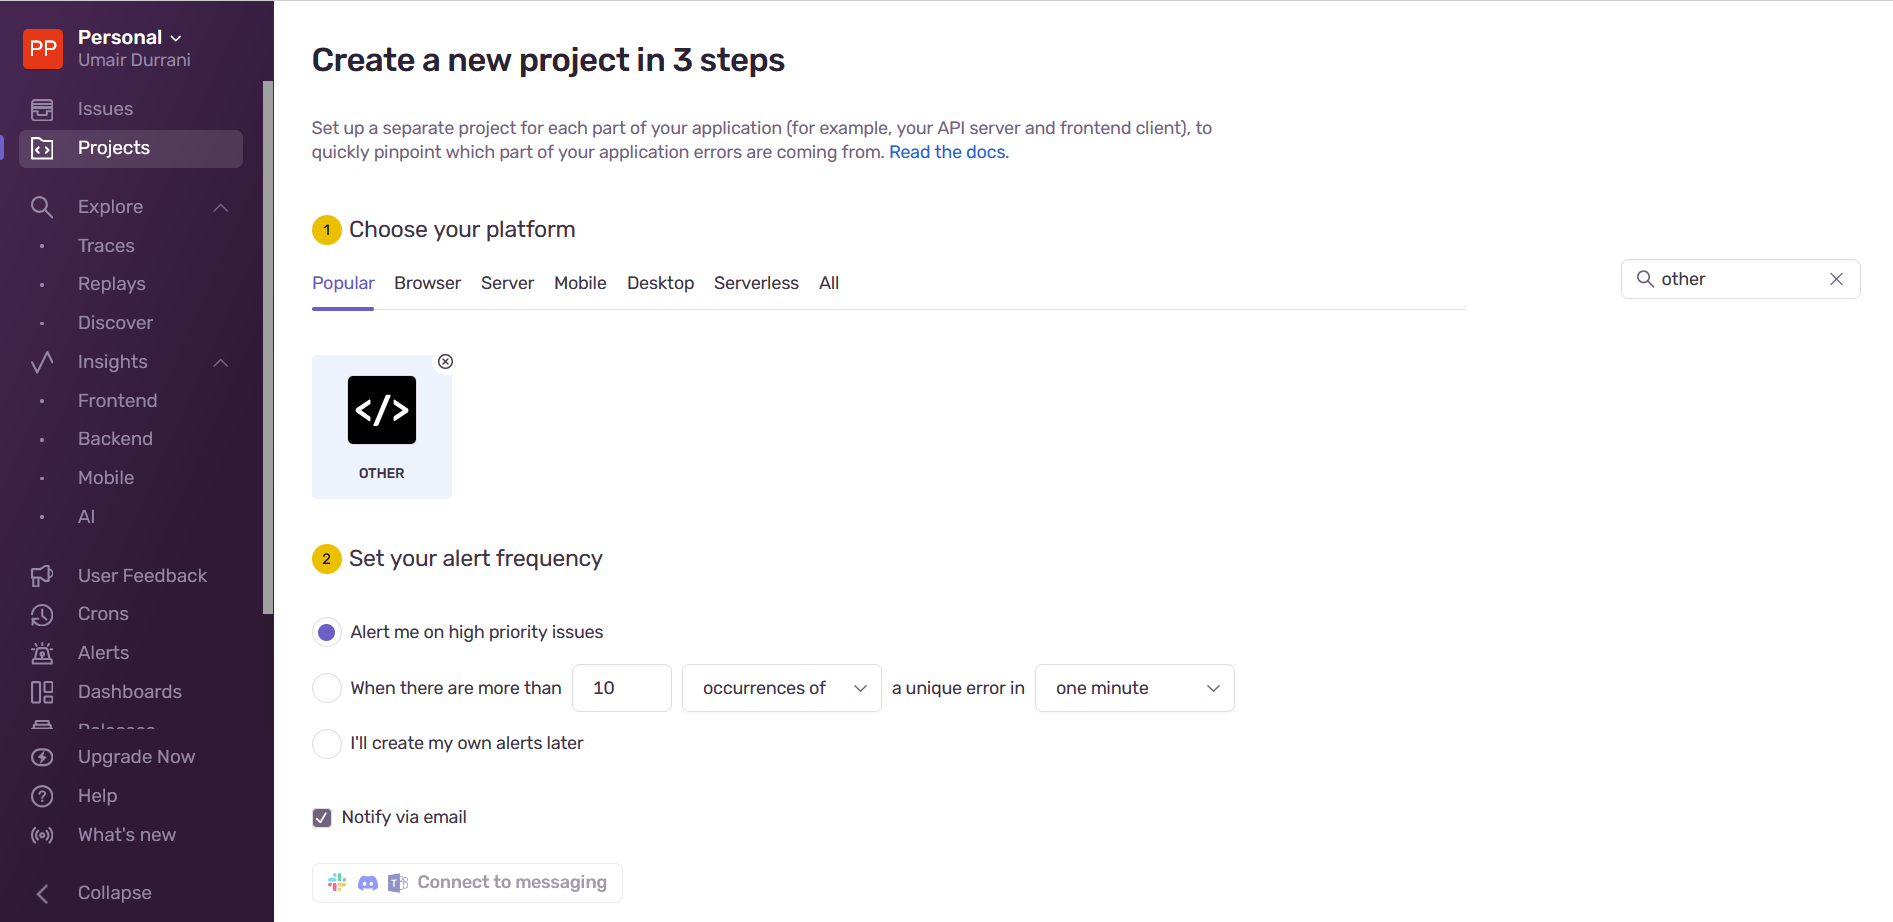 PP
Personal
Umair Durrani
Issues
Projects
Explore
Traces
Replays
Discover
Insights
Frontend
Backend
Mobile
AI
User Feedback
Crons
Alerts
Dashboards
Releases
Upgrade Now
Help
What's new
Collapse
Create a new project in 3 steps
Set up a separate project for each part of your application (for example, your API server and frontend client), to
quickly pinpoint which part of your application errors are coming from. Read the docs.
1 Choose your platform
Popular Browser Server Mobile Desktop Serverless All
other
</>
OTHER
2 Set your alert frequency
Alert me on high priority issues
When there are more than 10 occurrences of a unique error in one minute
I'll create my own alerts later
Notify via email
Connect to messaging